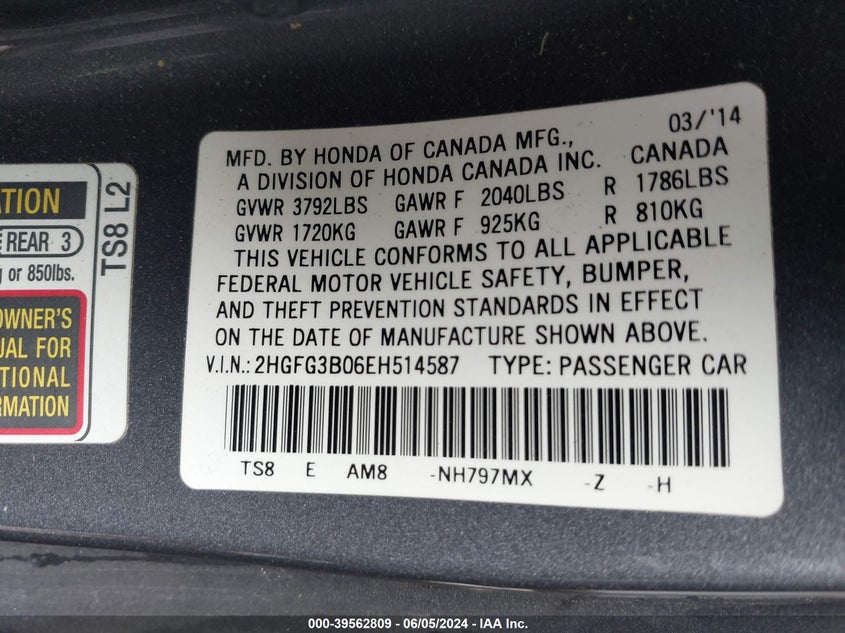 ATION
REAR 3
g or 850lbs.
OWNER'S
UAL FOR
TIONAL
RMATION
TS8 L2
03/'14
MFD. BY HONDA OF CANADA MFG.,
A DIVISION OF HONDA CANADA INC. CANADA
GVWR 3792LBS GAWR F 2040LBS R 1786LBS
GVWR 1720KG GAWR F 925KG R 810KG
THIS VEHICLE CONFORMS TO ALL APPLICABLE
FEDERAL MOTOR VEHICLE SAFETY, BUMPER,
AND THEFT PREVENTION STANDARDS IN EFFECT
ON THE DATE OF MANUFACTURE SHOWN ABOVE.
V.I.N.: 2HGFG3B06EH514587 TYPE: PASSENGER CAR
TS8 E AM8 -NH797MX -Z -H
000-39562809 - 06/05/2024 - IAA Inc.